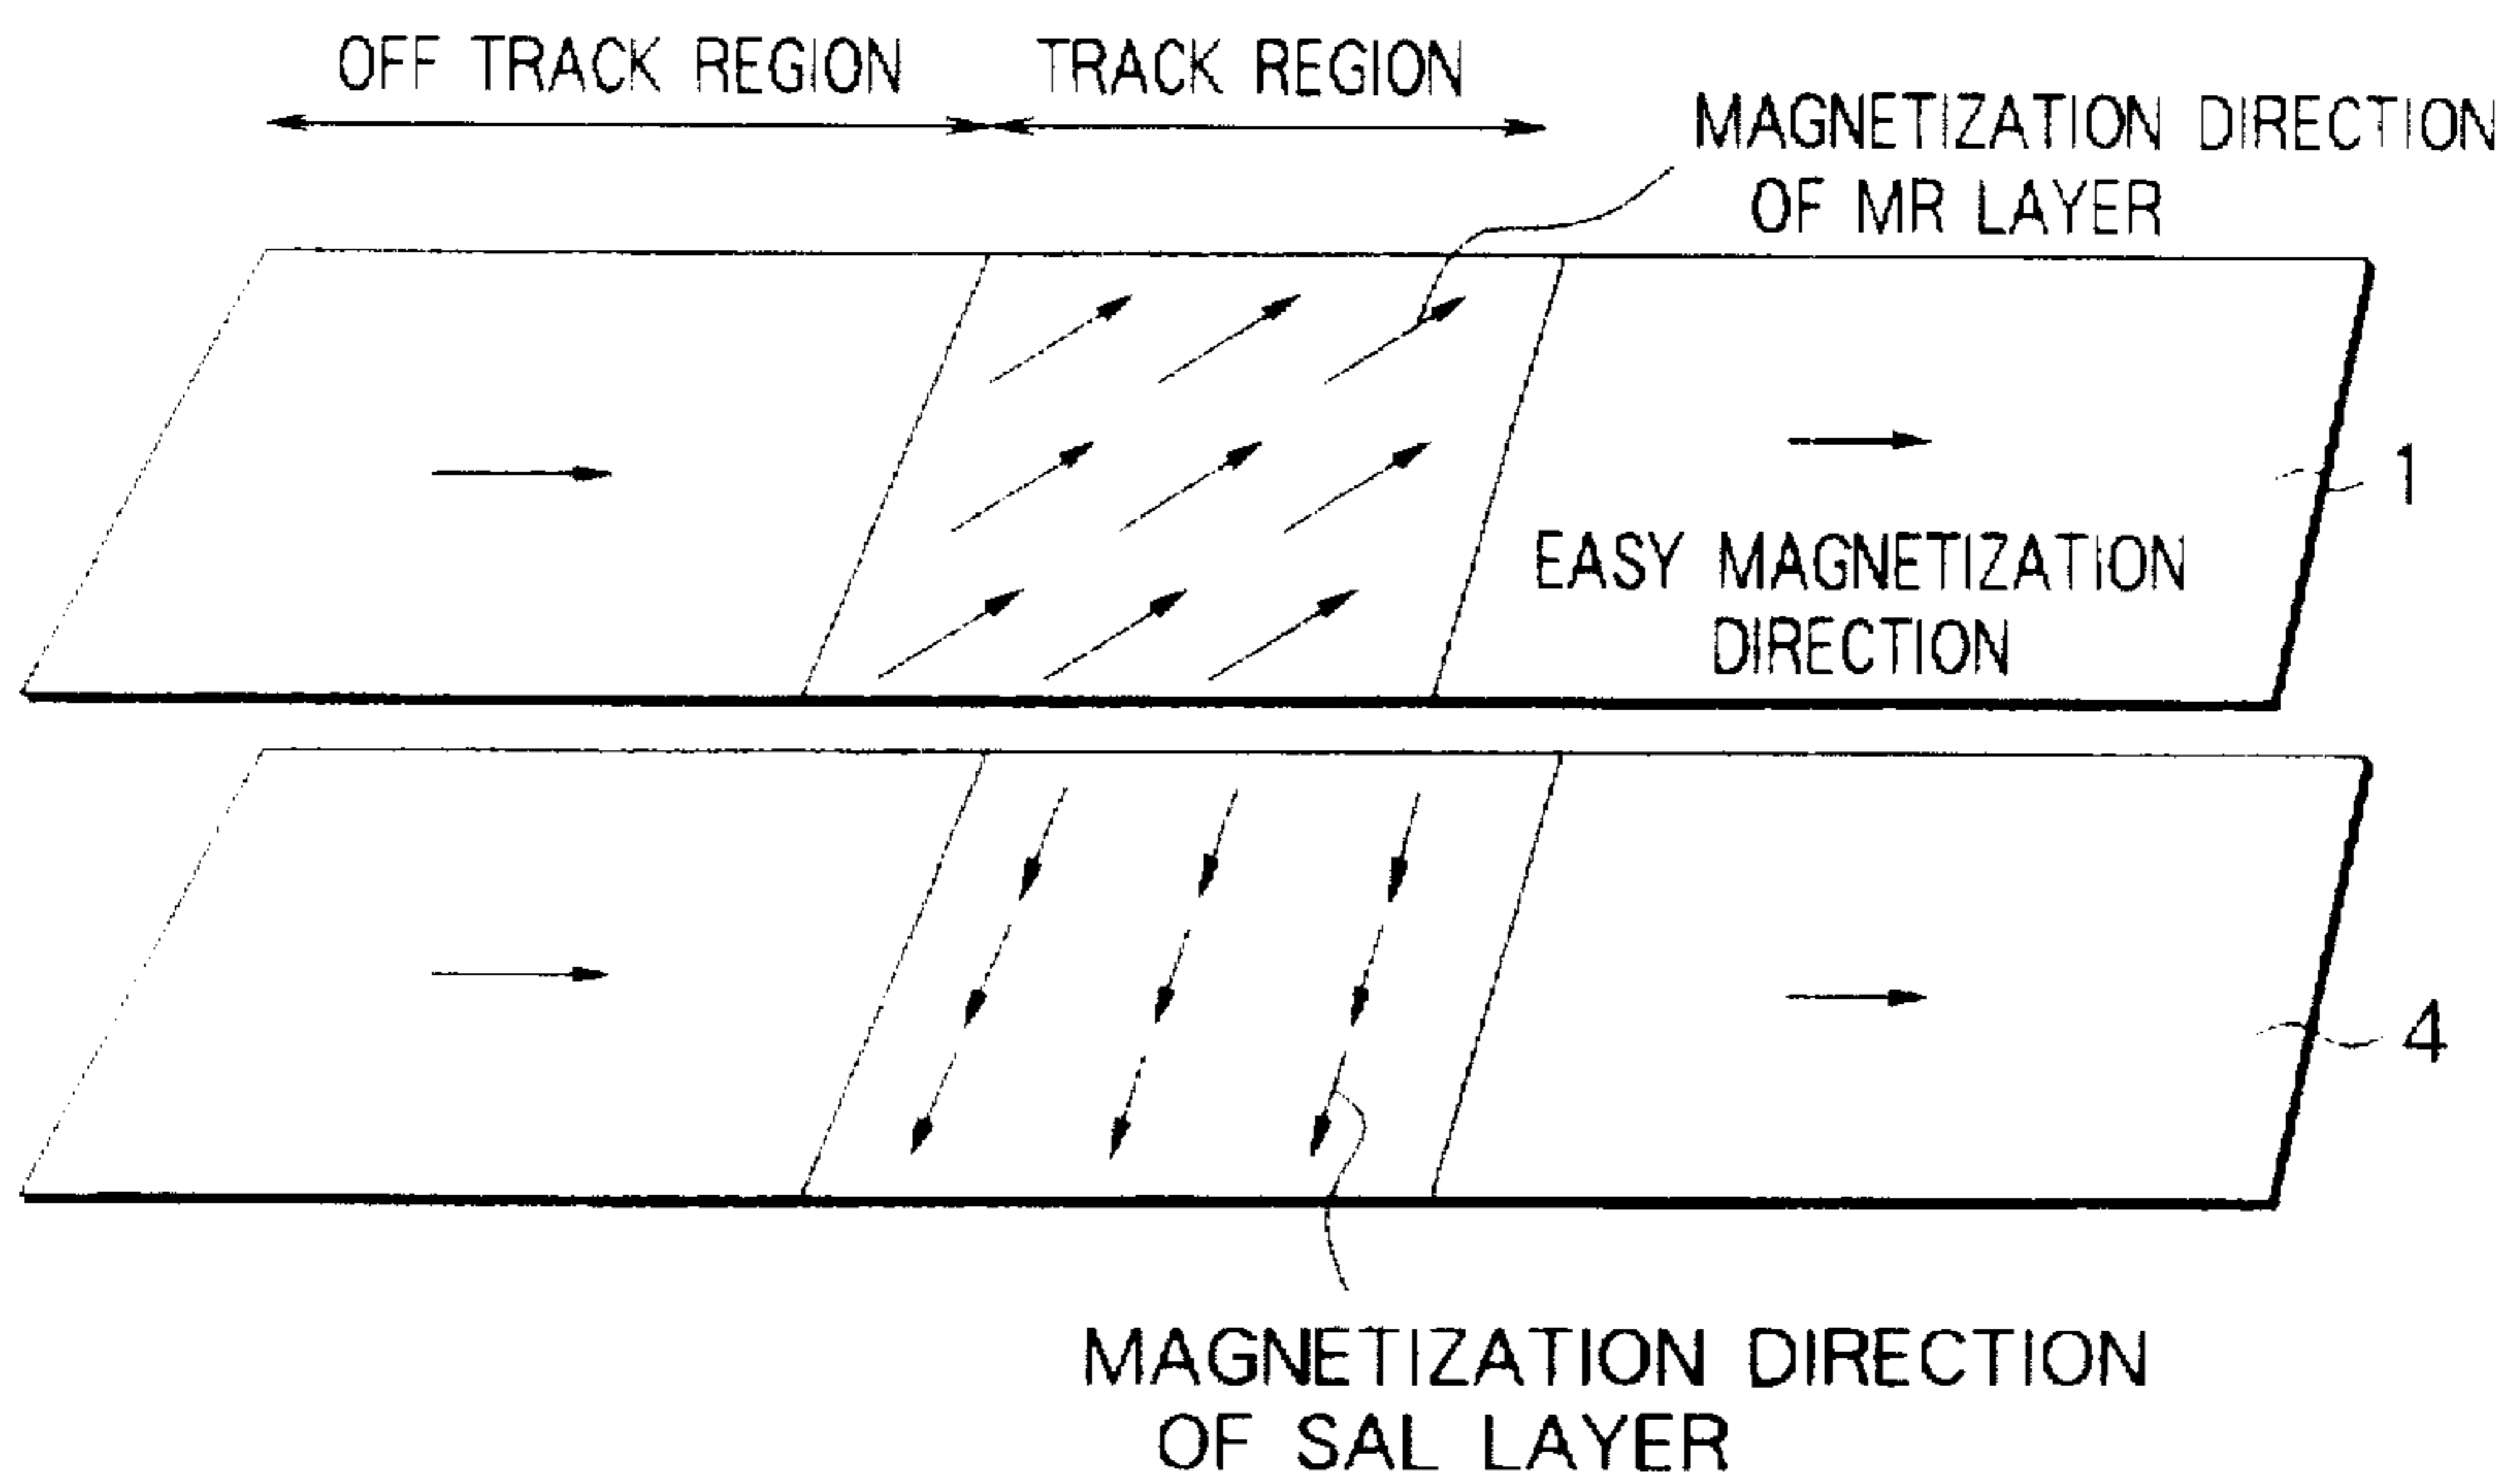 OFF TRACK REGION TRACK REGION
MAGNETIZATION DIRECTION
OF MR LAYER
1
EASY MAGNETIZATION
DIRECTION
4
MAGNETIZATION DIRECTION
OF SAL LAYER